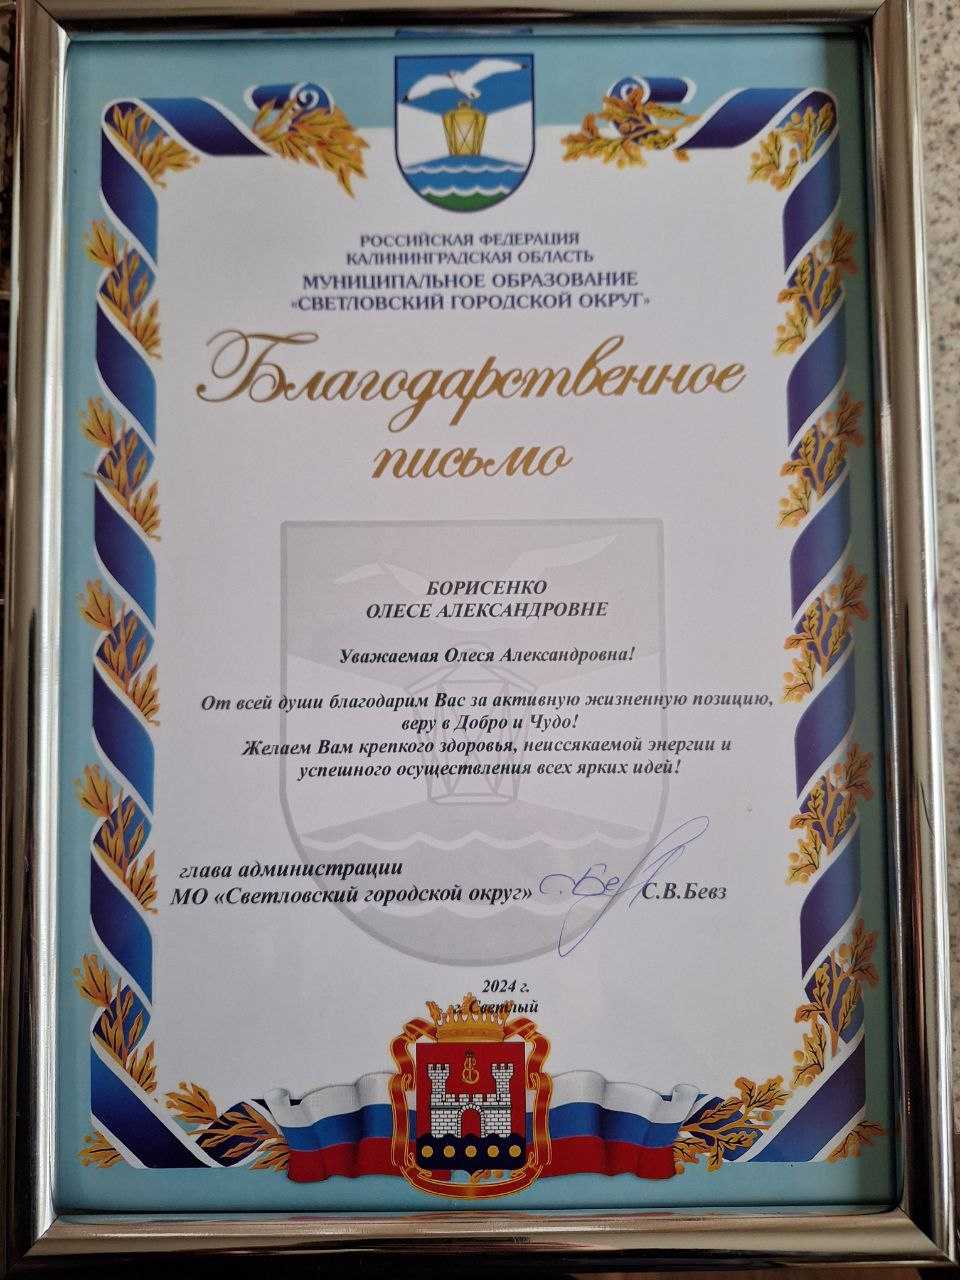 РОССИЙСКАЯ ФЕДЕРАЦИЯ
КАЛИНИНГРАДСКАЯ ОБЛАСТЬ
МУНИЦИПАЛЬНОЕ ОБРАЗОВАНИЕ
«СВЕТЛОВСКИЙ ГОРОДСКОЙ ОКРУГ»
Благодарственное
письмо
БОРИСЕНКО
ОЛЕСЕ АЛЕКСАНДРОВНЕ
Уважаемая Олеся Александровна!
От всей души благодарим Вас за активную жизненную позицию,
веру в Добро и Чудо!
Желаем Вам крепкого здоровья, неиссякаемой энергии и
успешного осуществления всех ярких идей!
глава администрации
МО «Светловский городской округ» С.В.Бевз
2024 г.
г. Светлый